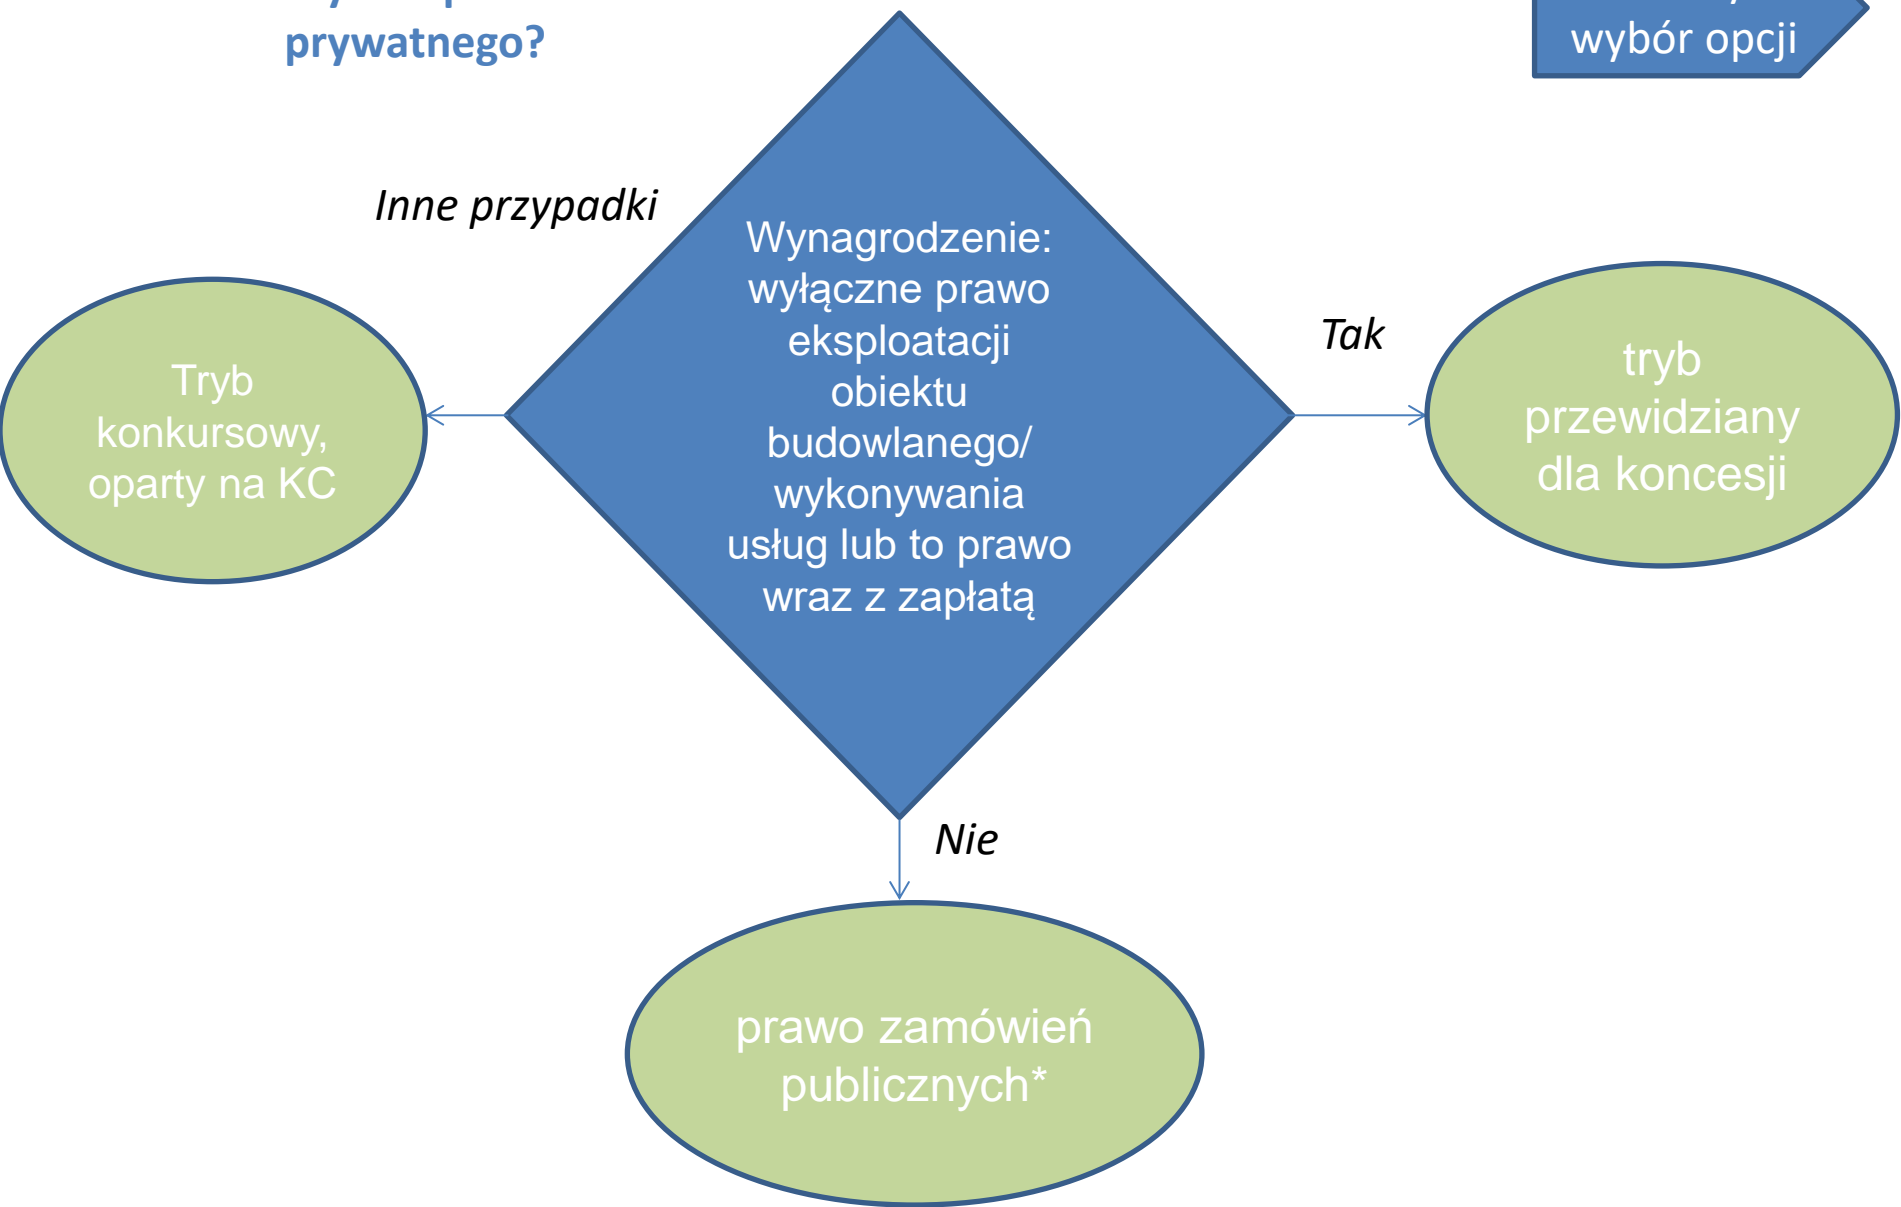 prywatnego?
wybór opcji
Inne przypadki
Wynagrodzenie:
wyłączne prawo
eksploatacji
obiektu
budowlanego/
wykonywania
usług lub to prawo
wraz z zapłatą
Tak
Tryb
konkursowy,
oparty na KC
tryb
przewidziany
dla koncesji
Nie
prawo zamówień
publicznych*